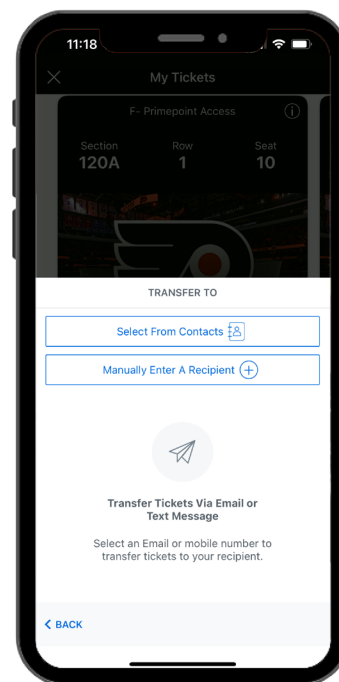 11:18
My Tickets
F- Primepoint Access
Section Row Seat
120A 1 10
TRANSFER TO
Select From Contacts
Manually Enter A Recipient
Transfer Tickets Via Email or
Text Message
Select an Email or mobile number to
transfer tickets to your recipient.
BACK